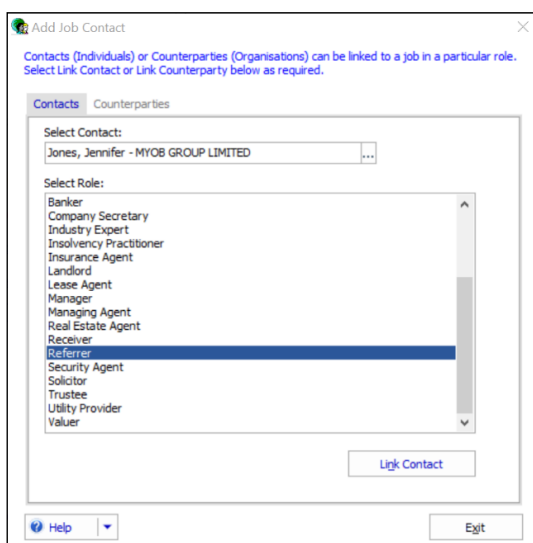 Add Job Contact
Contacts (Individuals) or Counterparties (Organisations) can be linked to a job in a particular role.
Select Link Contact or Link Counterparty below as required.
Contacts Counterparties
Select Contact:
Jones, Jennifer - MYOB GROUP LIMITED ...
Select Role:
Banker
Company Secretary
Industry Expert
Insolvency Practitioner
Insurance Agent
Landlord
Lease Agent
Manager
Managing Agent
Real Estate Agent
Receiver
Referrer
Security Agent
Solicitor
Trustee
Utility Provider
Valuer
Link Contact
Help Exit